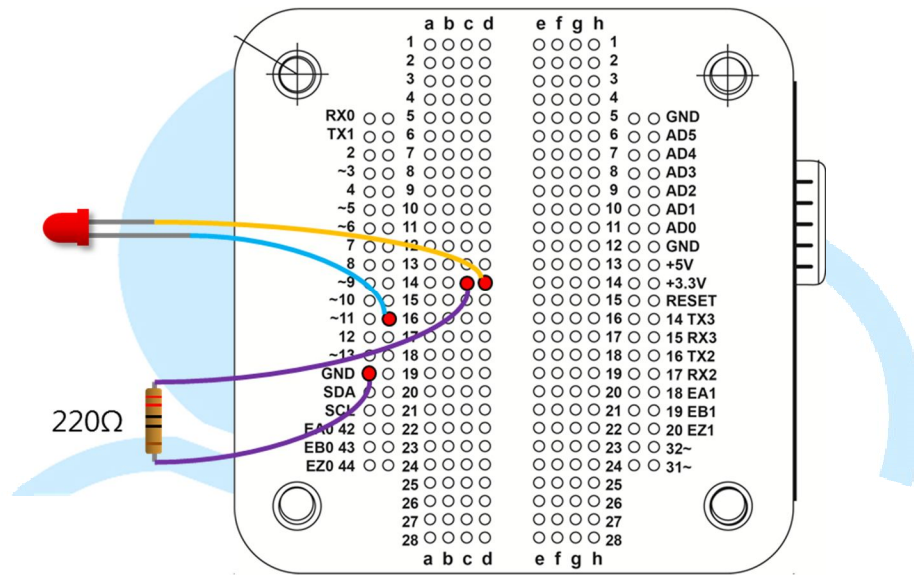 a b c d e f g h
1 1
2 2
3 3
4 4
RX0 5 5 GND
TX1 6 6 AD5
2 7 7 AD4
~3 8 8 AD3
4 9 9 AD2
~5 10 10 AD1
~6 11 11 AD0
7 12 12 GND
8 13 13 +5V
~9 14 14 +3.3V
~10 15 15 RESET
~11 16 16 14 TX3
12 17 17 15 RX3
~13 18 18 16 TX2
GND 19 19 17 RX2
SDA 20 20 18 EA1
SCL 21 21 19 EB1
220Ω
EA0 42 22 22 20 EZ1
EB0 43 23 23 32~
EZ0 44 24 24 31~
25 25
26 26
27 27
28 28
a b c d e f g h